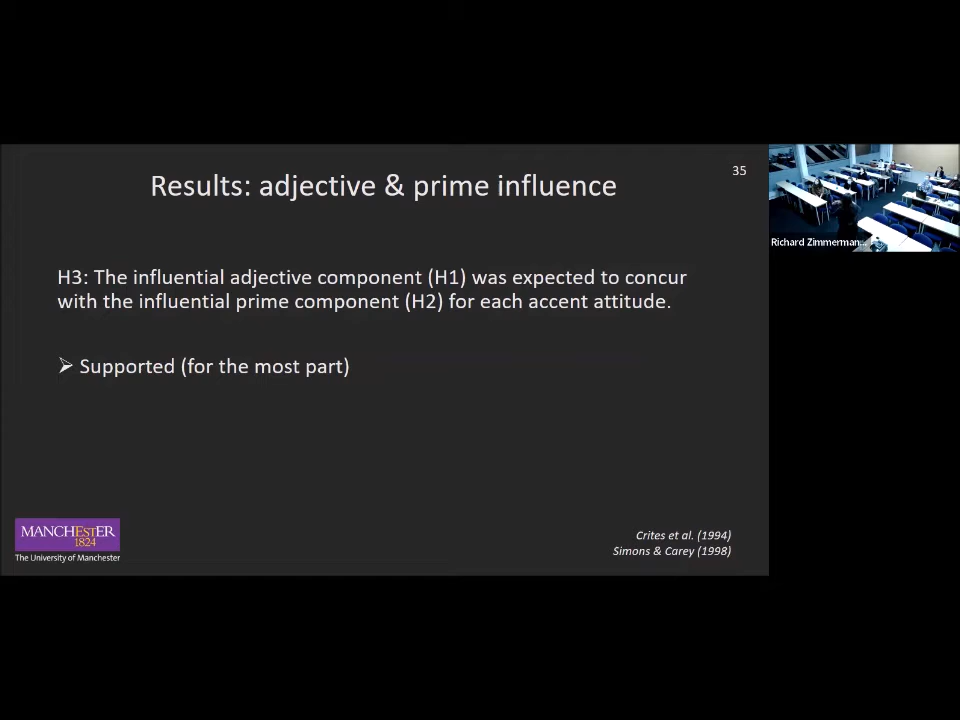 Results: adjective & prime influence
35
H3: The influential adjective component (H1) was expected to concur
with the influential prime component (H2) for each accent attitude.
➢ Supported (for the most part)
MANCHESTER
1824
The University of Manchester
Crites et al. (1994)
Simons & Carey (1998)
Richard Zimmerman...